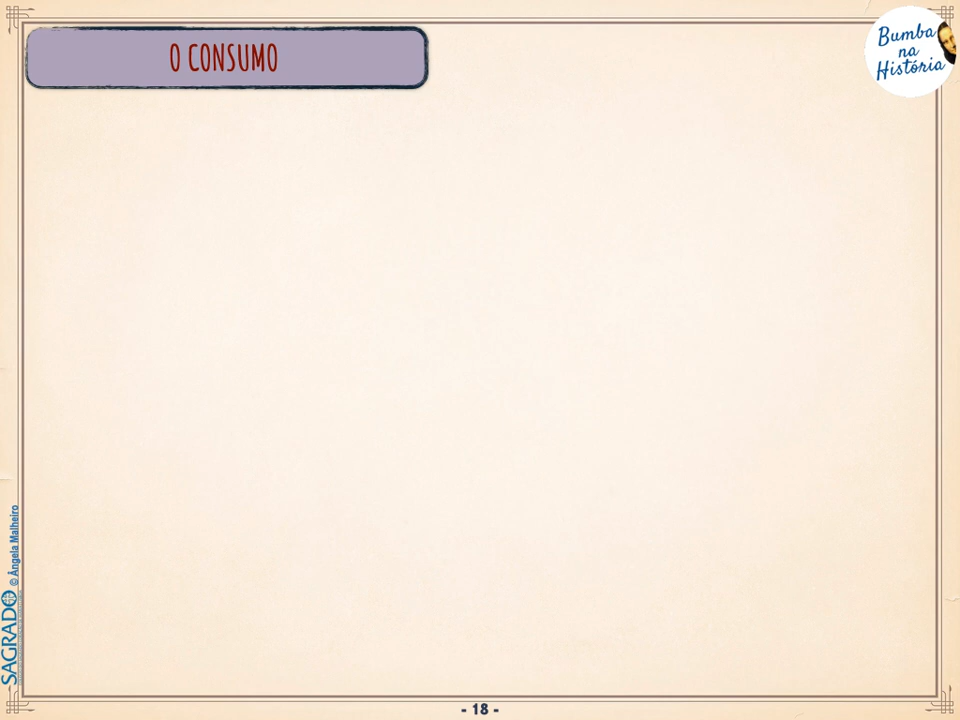 O CONSUMO
Bumba
na
História
© Ângela Malheiro
SAGRADO
- 18 -